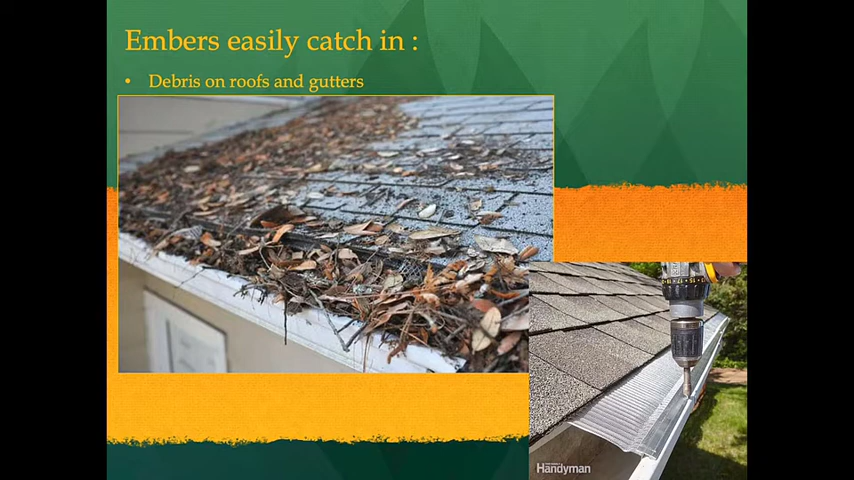 Embers easily catch in :
• Debris on roofs and gutters
Handyman